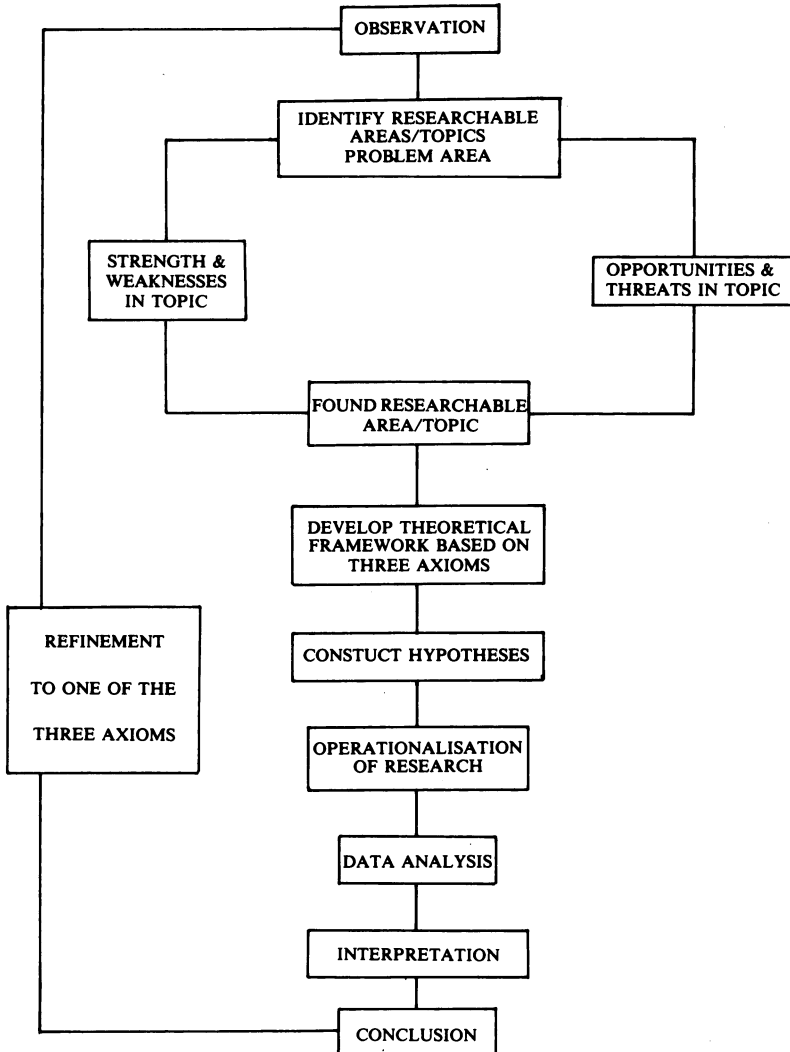 OBSERVATION
IDENTIFY RESEARCHABLE
AREAS/TOPICS
PROBLEM AREA
STRENGTH &
WEAKNESSES
IN TOPIC
OPPORTUNITIES &
THREATS IN TOPIC
FOUND RESEARCHABLE
AREA/TOPIC
DEVELOP THEORETICAL
FRAMEWORK BASED ON
THREE AXIOMS
REFINEMENT
TO ONE OF THE
THREE AXIOMS
CONSTUCT HYPOTHESES
OPERATIONALISATION
OF RESEARCH
DATA ANALYSIS
INTERPRETATION
CONCLUSION